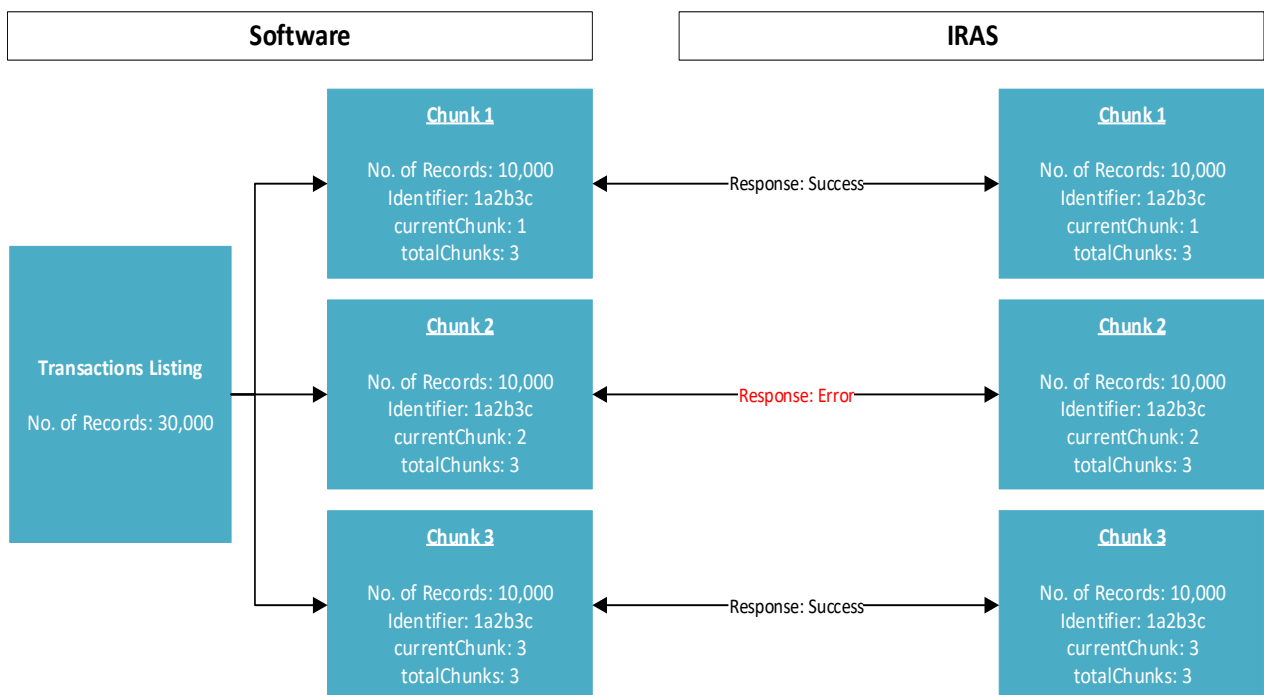 Software
IRAS
Transactions Listing
No. of Records: 30,000
Chunk 1
No. of Records: 10,000
Identifier: 1a2b3c
currentChunk: 1
totalChunks: 3
Response: Success
Chunk 1
No. of Records: 10,000
Identifier: 1a2b3c
currentChunk: 1
totalChunks: 3
Chunk 2
No. of Records: 10,000
Identifier: 1a2b3c
currentChunk: 2
totalChunks: 3
Response: Error
Chunk 2
No. of Records: 10,000
Identifier: 1a2b3c
currentChunk: 2
totalChunks: 3
Chunk 3
No. of Records: 10,000
Identifier: 1a2b3c
currentChunk: 3
totalChunks: 3
Response: Success
Chunk 3
No. of Records: 10,000
Identifier: 1a2b3c
currentChunk: 3
totalChunks: 3